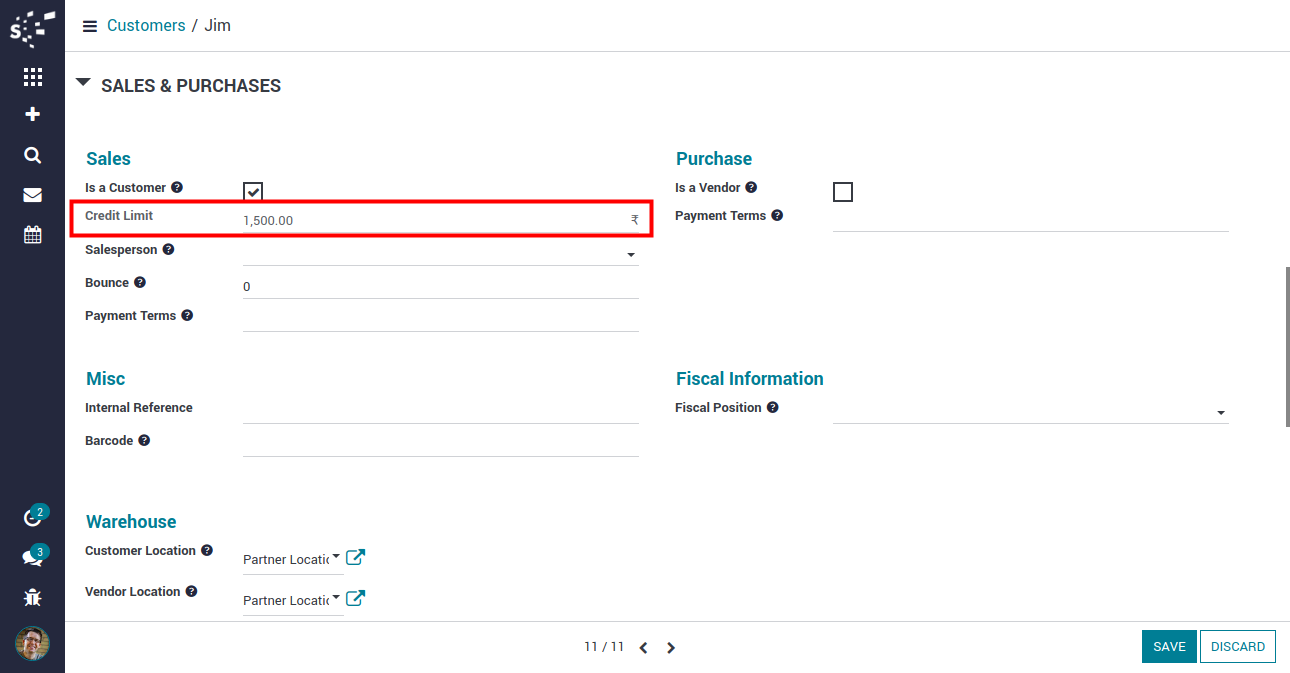 Customers / Jim
SALES & PURCHASES
Sales
Is a Customer
Credit Limit 1,500.00 ₹
Salesperson
Bounce 0
Payment Terms
Purchase
Is a Vendor
Payment Terms
Misc
Internal Reference
Barcode
Fiscal Information
Fiscal Position
Warehouse
Customer Location Partner Locatic
Vendor Location Partner Locatic
2
3
11 / 11
SAVE DISCARD